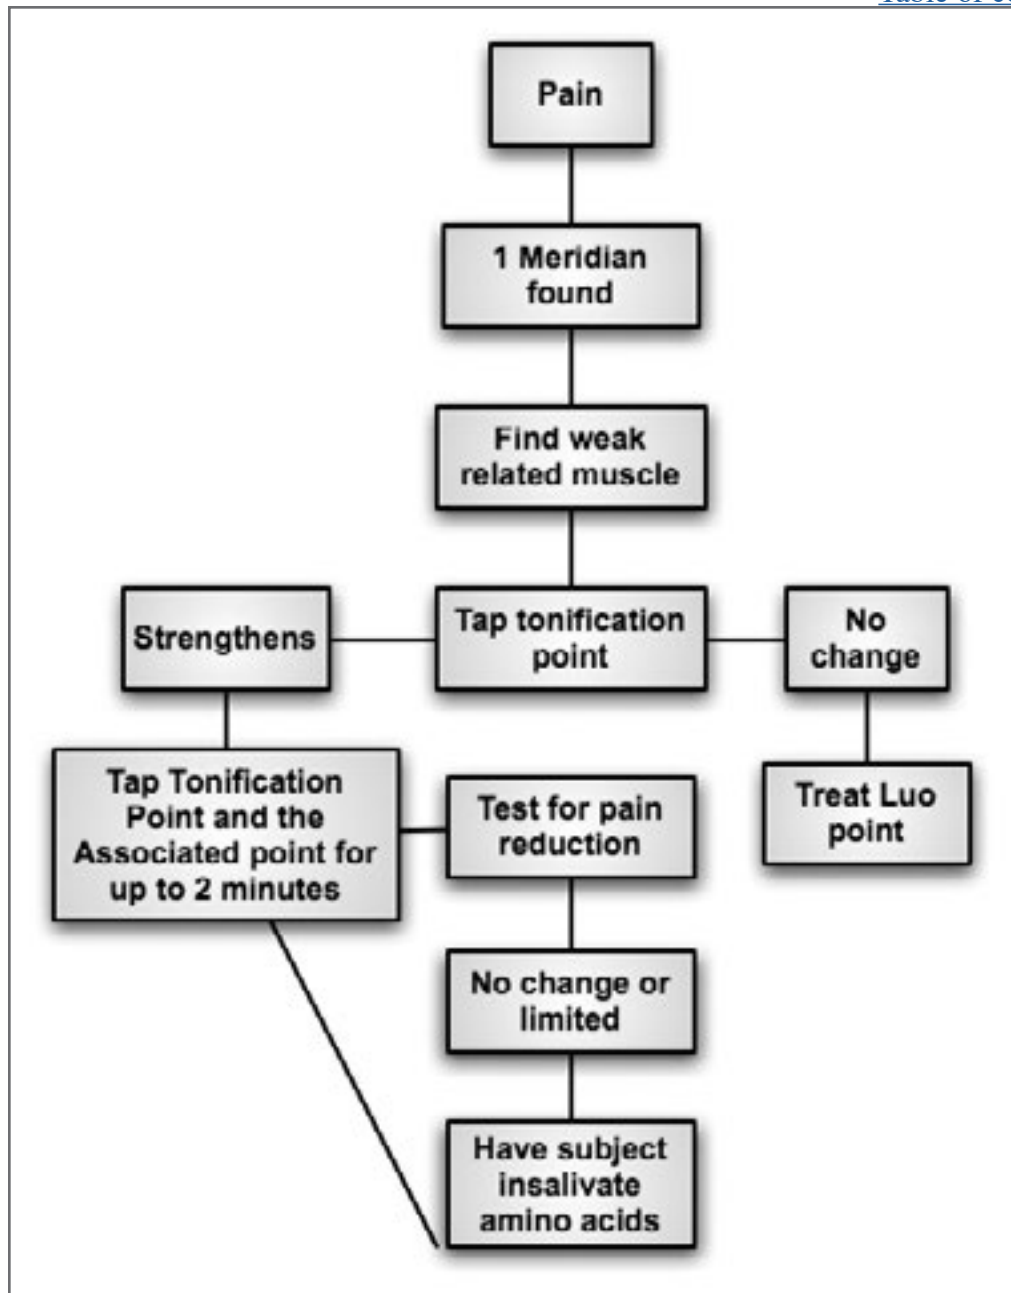 Pain
1 Meridian
found
Find weak
related muscle
Strengthens
Tap tonification
point
No
change
Tap Tonification
Point and the
Associated point for
up to 2 minutes
Test for pain
reduction
Treat Luo
point
No change or
limited
Have subject
insalivate
amino acids